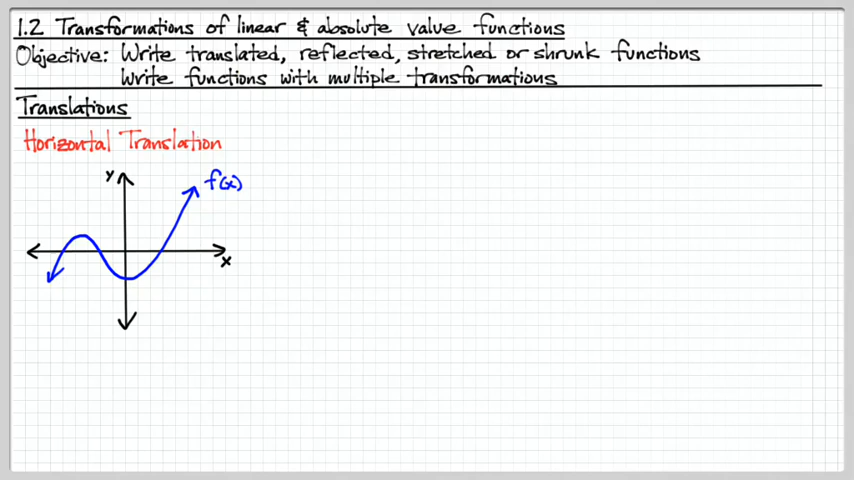 1.2 Transformations of linear & absolute value functions
Objective: Write translated, reflected, stretched or shrunk functions
Write functions with multiple transformations
Translations
Horizontal Translation
y
f(x)
x